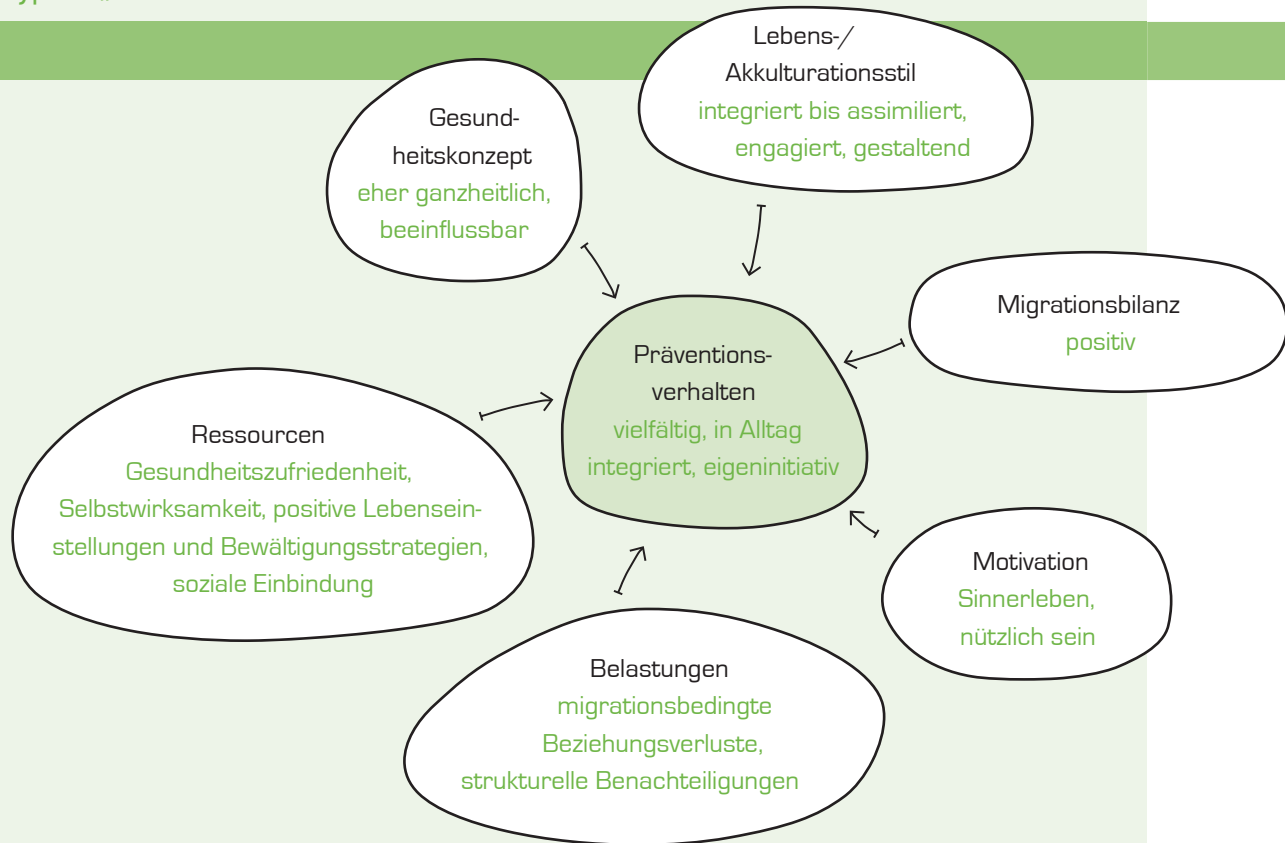 Lebens-/
Akkulturationsstil
integriert bis assimiliert,
engagiert, gestaltend
Gesund-
heitskonzept
eher ganzheitlich,
beeinflussbar
Migrationsbilanz
positiv
Präventions-
verhalten
vielfältig, in Alltag
integriert, eigeninitiativ
Ressourcen
Gesundheitszufriedenheit,
Selbstwirksamkeit, positive Lebensein-
stellungen und Bewältigungsstrategien,
soziale Einbindung
Motivation
Sinnerleben,
nützlich sein
Belastungen
migrationsbedingte
Beziehungsverluste,
strukturelle Benachteiligungen